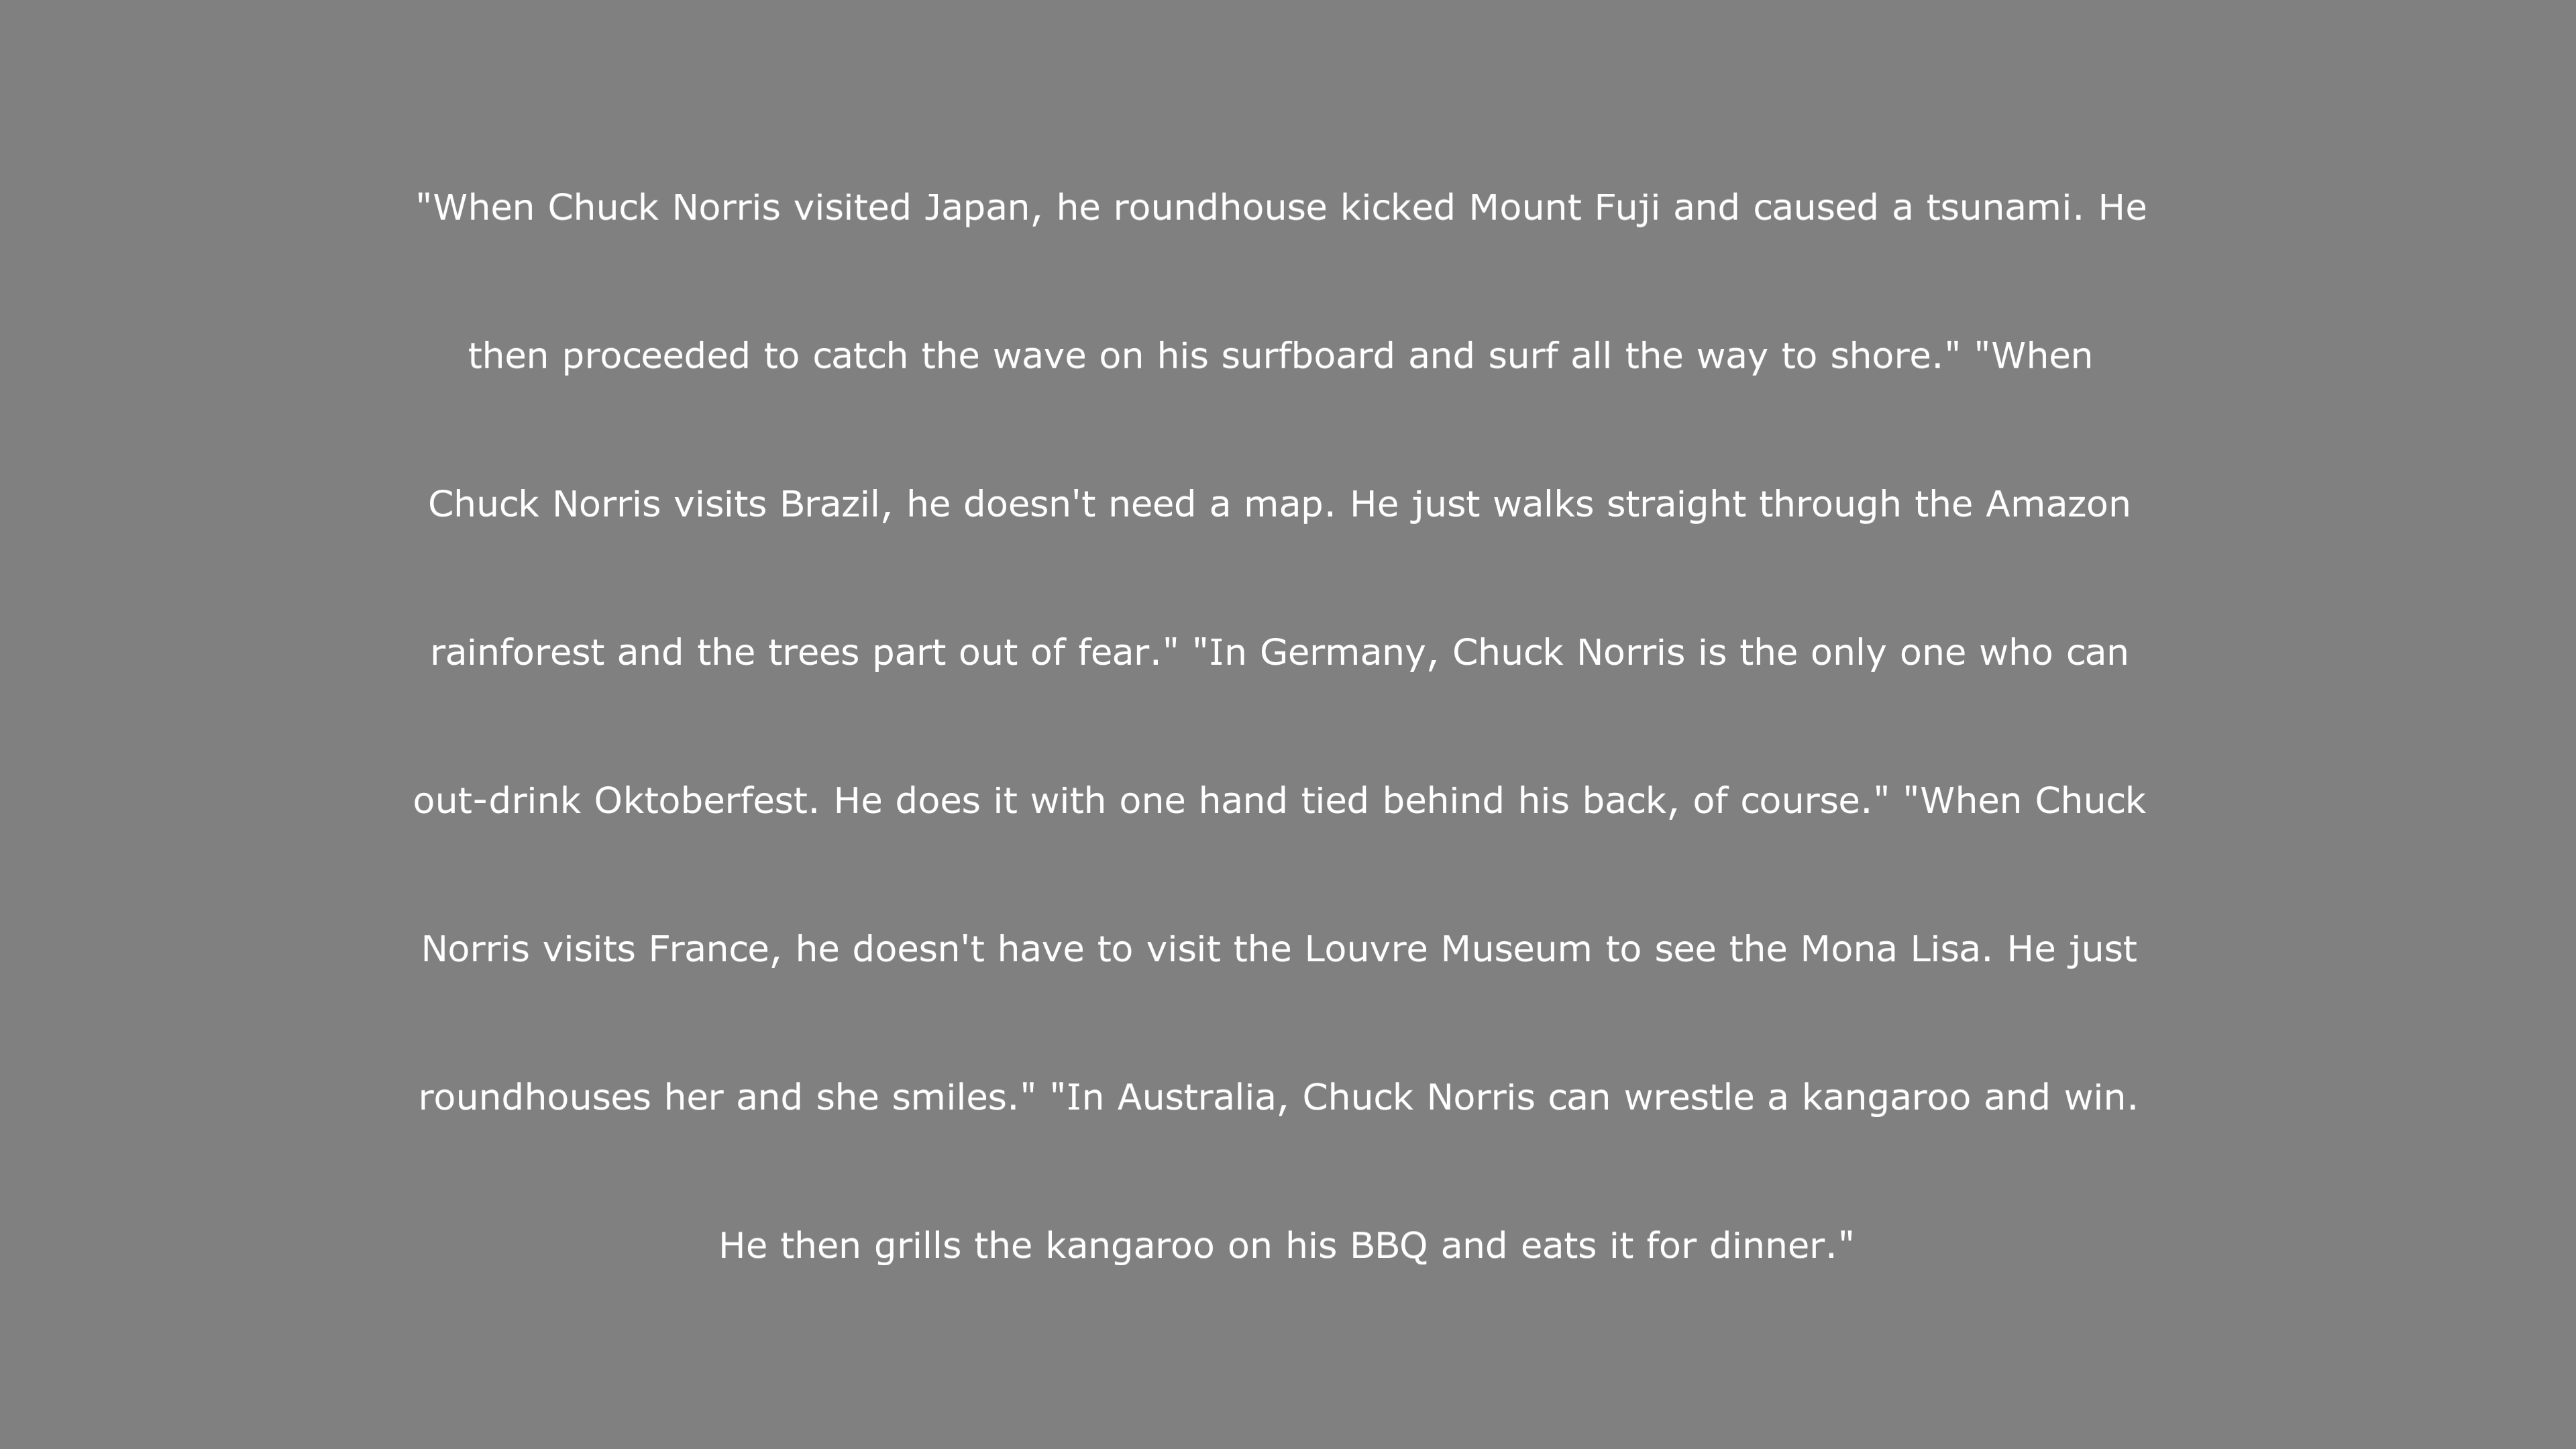 "When Chuck Norris visited Japan, he roundhouse kicked Mount Fuji and caused a tsunami. He
then proceeded to catch the wave on his surfboard and surf all the way to shore." "When
Chuck Norris visits Brazil, he doesn't need a map. He just walks straight through the Amazon
rainforest and the trees part out of fear." "In Germany, Chuck Norris is the only one who can
out-drink Oktoberfest. He does it with one hand tied behind his back, of course." "When Chuck
Norris visits France, he doesn't have to visit the Louvre Museum to see the Mona Lisa. He just
roundhouses her and she smiles." "In Australia, Chuck Norris can wrestle a kangaroo and win.
He then grills the kangaroo on his BBQ and eats it for dinner."